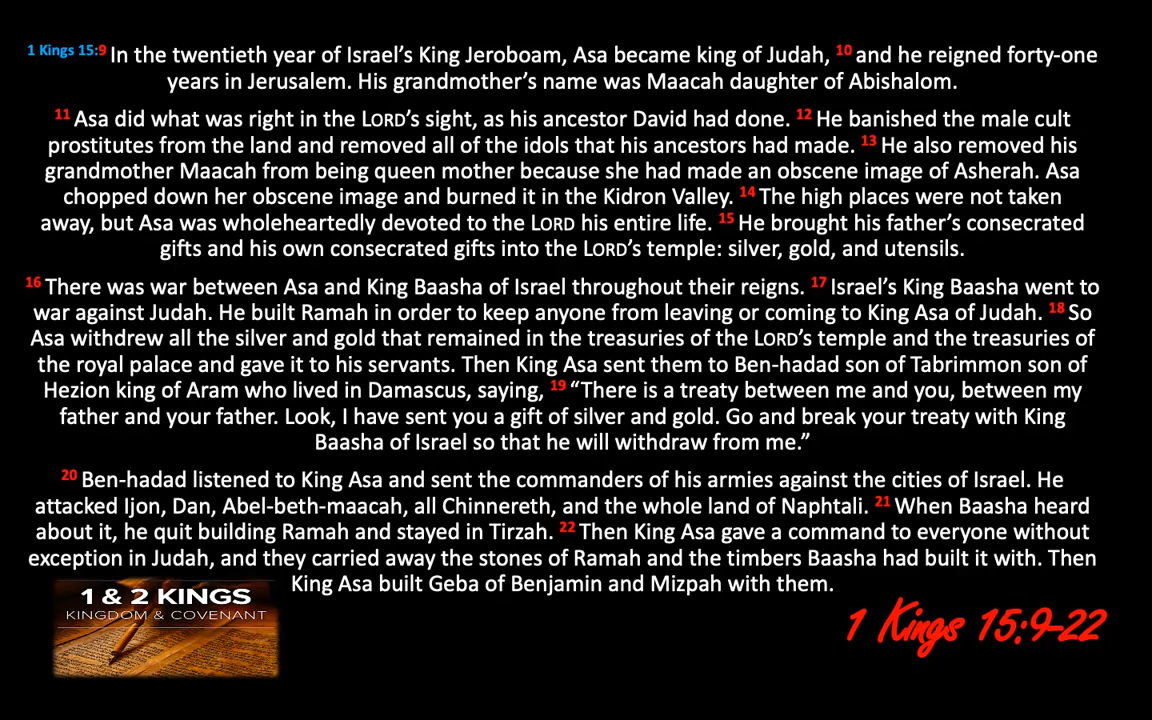 1 Kings 15:9 In the twentieth year of Israel’s King Jeroboam, Asa became king of Judah, 10 and he reigned forty-one
years in Jerusalem. His grandmother’s name was Maacah daughter of Abishalom.
11 Asa did what was right in the LORD’s sight, as his ancestor David had done. 12 He banished the male cult
prostitutes from the land and removed all of the idols that his ancestors had made. 13 He also removed his
grandmother Maacah from being queen mother because she had made an obscene image of Asherah. Asa
chopped down her obscene image and burned it in the Kidron Valley. 14 The high places were not taken
away, but Asa was wholeheartedly devoted to the LORD his entire life. 15 He brought his father’s consecrated
gifts and his own consecrated gifts into the LORD’s temple: silver, gold, and utensils.
16 There was war between Asa and King Baasha of Israel throughout their reigns. 17 Israel’s King Baasha went to
war against Judah. He built Ramah in order to keep anyone from leaving or coming to King Asa of Judah. 18 So
Asa withdrew all the silver and gold that remained in the treasuries of the LORD’s temple and the treasuries of
the royal palace and gave it to his servants. Then King Asa sent them to Ben-hadad son of Tabrimmon son of
Hezion king of Aram who lived in Damascus, saying, 19 “There is a treaty between me and you, between my
father and your father. Look, I have sent you a gift of silver and gold. Go and break your treaty with King
Baasha of Israel so that he will withdraw from me.”
20 Ben-hadad listened to King Asa and sent the commanders of his armies against the cities of Israel. He
attacked Ijon, Dan, Abel-beth-maacah, all Chinnereth, and the whole land of Naphtali. 21 When Baasha heard
about it, he quit building Ramah and stayed in Tirzah. 22 Then King Asa gave a command to everyone without
exception in Judah, and they carried away the stones of Ramah and the timbers Baasha had built it with. Then
King Asa built Geba of Benjamin and Mizpah with them.
1 & 2 KINGS
KINGDOM & COVENANT
1 Kings 15:9-22